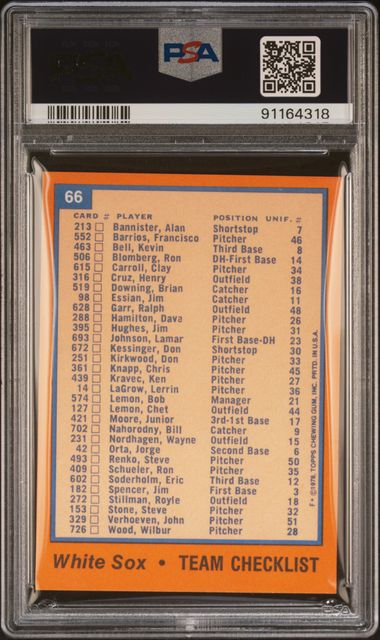 PSA
91164318
66
CARD # PLAYER POSITION UNIF. #
213 Bannister, Alan Shortstop 7
552 Barrios, Francisco Pitcher 46
463 Bell, Kevin Third Base 8
506 Blomberg, Ron DH-First Base 14
615 Carroll, Clay Pitcher 34
316 Cruz, Henry Outfield 38
519 Downing, Brian Catcher 16
98 Essian, Jim Catcher 11
628 Garr, Ralph Outfield 48
288 Hamilton, Dave Pitcher 26
395 Hughes, Jim Pitcher 31
693 Johnson, Lamar First Base-DH 23
672 Kessinger, Don Shortstop 30
251 Kirkwood, Don Pitcher 33
361 Knapp, Chris Pitcher 45
439 Kravec, Ken Pitcher 27
14 LaGrow, Lerrin Pitcher 36
574 Lemon, Bob Manager 21
127 Lemon, Chet Outfield 44
421 Moore, Junior 3rd-1st Base 17
702 Nahorodny, Bill Catcher 9
231 Nordhagen, Wayne Outfield 15
42 Orta, Jorge Second Base 6
493 Renko, Steve Pitcher 50
409 Schueler, Ron Pitcher 35
602 Soderholm, Eric Third Base 12
182 Spencer, Jim First Base 3
272 Stillman, Royle Outfield 18
153 Stone, Steve Pitcher 32
329 Verhoeven, John Pitcher 51
726 Wood, Wilbur Pitcher 28
F* ©1978, TOPPS CHEWING GUM, INC. PRTD. IN U.S.A.
White Sox • TEAM CHECKLIST